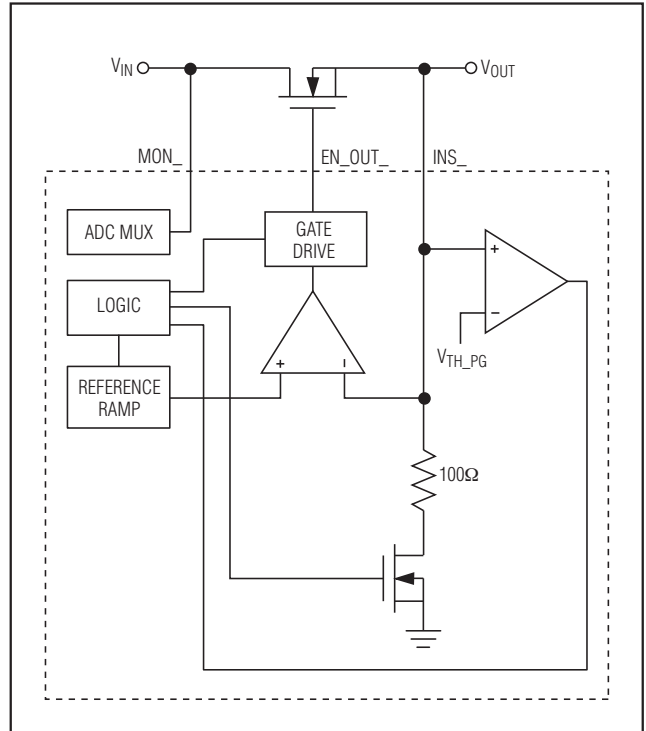 V_IN
V_OUT
MON_
EN_OUT_
INS_
ADC MUX
GATE
DRIVE
+
−
LOGIC
V_TH_PG
+
−
REFERENCE
RAMP
100Ω